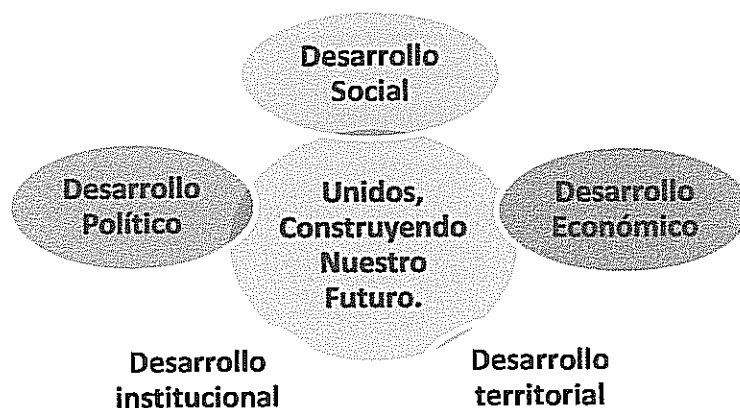 Desarrollo
Social
Desarrollo
Político
Unidos,
Construyendo
Nuestro
Futuro.
Desarrollo
Económico
Desarrollo
institucional
Desarrollo
territorial